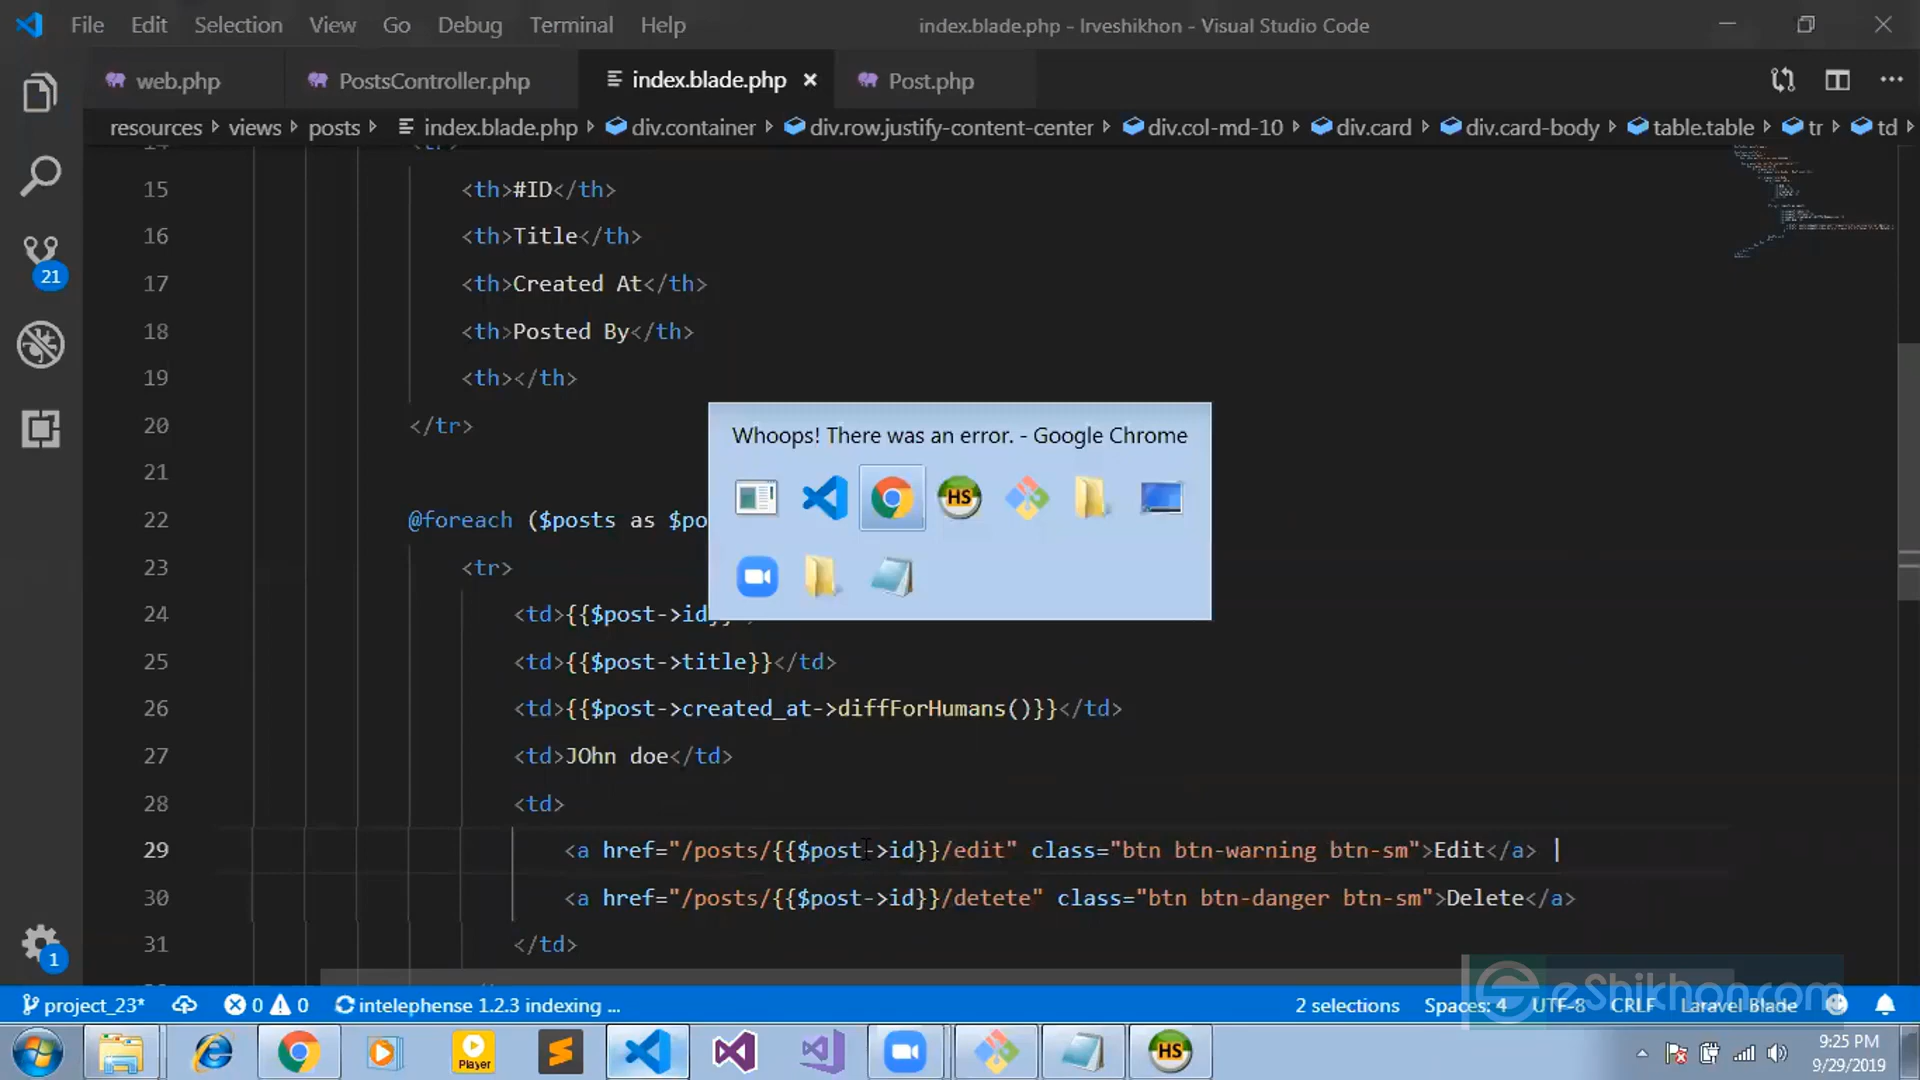 File Edit Selection View Go Debug Terminal Help
index.blade.php - lrveshikhon - Visual Studio Code
web.php PostsController.php index.blade.php × Post.php
resources views posts index.blade.php div.container div.row.justify-content-center div.col-md-10 div.card div.card-body table.table tr td
15 <th>#ID</th>
16 <th>Title</th>
17 <th>Created At</th>
18 <th>Posted By</th>
19 <th></th>
20 </tr>
21
22 @foreach ($posts as $po
23 <tr>
24 <td>{{$post->id}}
25 <td>{{$post->title}}</td>
26 <td>{{$post->created_at->diffForHumans()}}</td>
27 <td>JOhn doe</td>
28 <td>
29 <a href="/posts/{{$post->id}}/edit" class="btn btn-warning btn-sm">Edit</a> |
30 <a href="/posts/{{$post->id}}/detete" class="btn btn-danger btn-sm">Delete</a>
31 </td>
Whoops! There was an error. - Google Chrome
HS
21
1
eShikhon.com
project_23* 0 0 intelephense 1.2.3 indexing ... 2 selections Spaces: 4 UTF-8 CRLF Laravel Blade
Player
HS
9:25 PM
9/29/2019